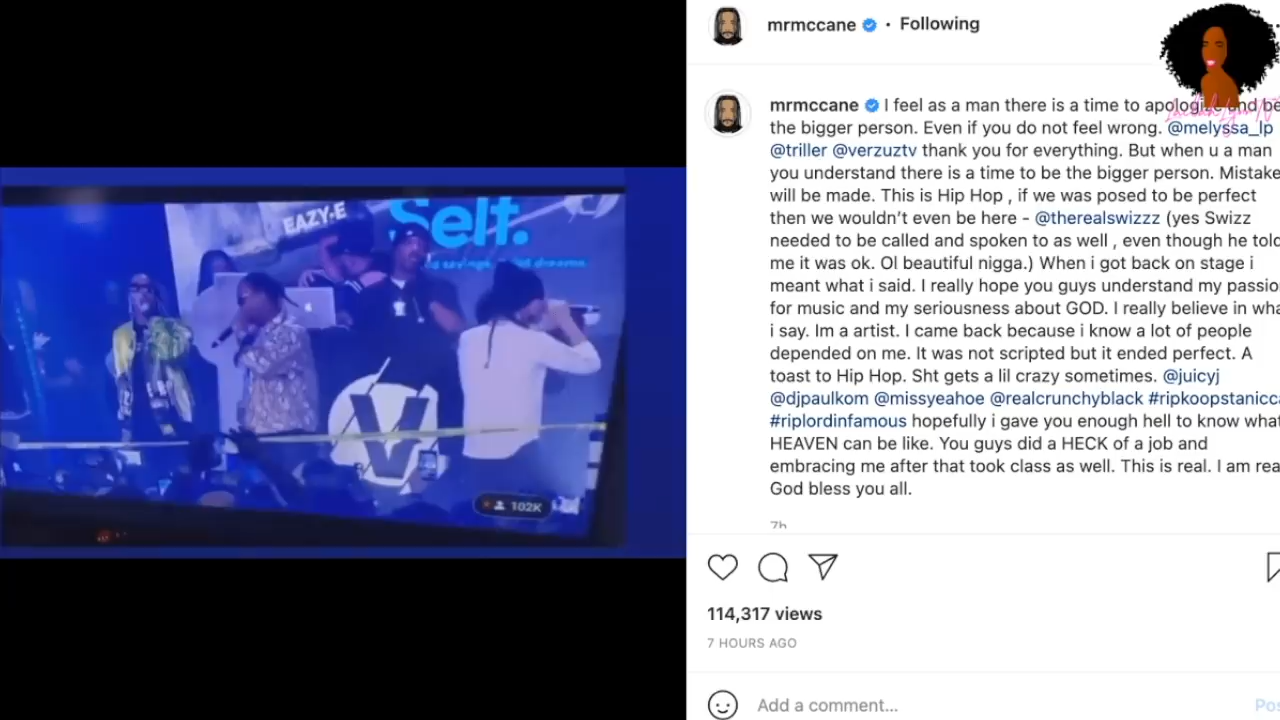 mrmccane • Following
mrmccane I feel as a man there is a time to apologize and be
the bigger person. Even if you do not feel wrong. @melyssa_lp
@triller @verzuztv thank you for everything. But when u a man
you understand there is a time to be the bigger person. Mistake
will be made. This is Hip Hop , if we was posed to be perfect
then we wouldn't even be here - @therealswizzz (yes Swizz
needed to be called and spoken to as well , even though he told
me it was ok. Ol beautiful nigga.) When i got back on stage i
meant what i said. I really hope you guys understand my passio
for music and my seriousness about GOD. I really believe in wha
i say. Im a artist. I came back because i know a lot of people
depended on me. It was not scripted but it ended perfect. A
toast to Hip Hop. Sht gets a lil crazy sometimes. @juicyj
@djpaulkom @missyeahoe @realcrunchyblack #ripkoopstanicca
#riplordinfamous hopefully i gave you enough hell to know what
HEAVEN can be like. You guys did a HECK of a job and
embracing me after that took class as well. This is real. I am rea
God bless you all.
7h
114,317 views
7 HOURS AGO
Add a comment...
Pos
EAZY-E
Self.
dreams.
V
102K